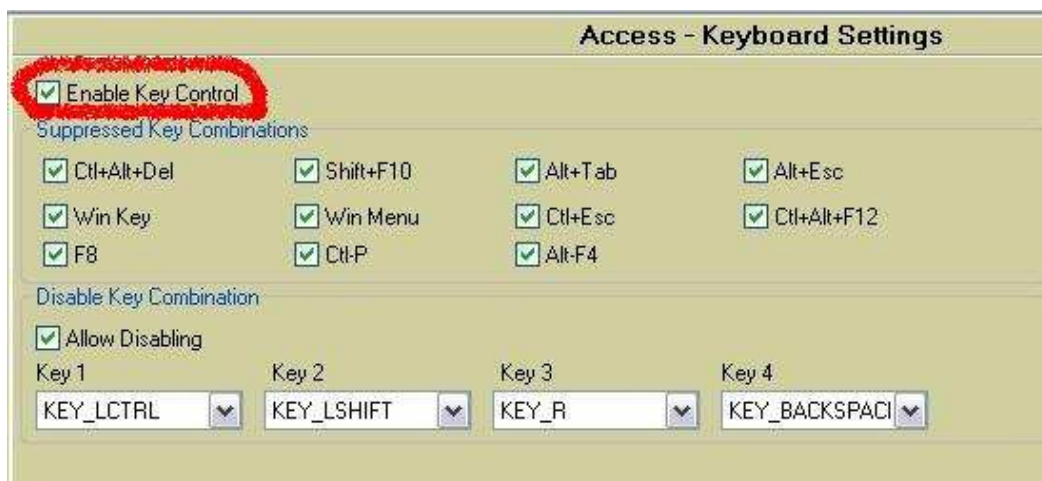 Access - Keyboard Settings
Enable Key Control
Suppressed Key Combinations
Ctl+Alt+Del Shift+F10 Alt+Tab Alt+Esc
Win Key Win Menu Ctl+Esc Ctl+Alt+F12
F8 Ctl-P Alt-F4
Disable Key Combination
Allow Disabling
Key 1 Key 2 Key 3 Key 4
KEY_LCTRL KEY_LSHIFT KEY_R KEY_BACKSPACI